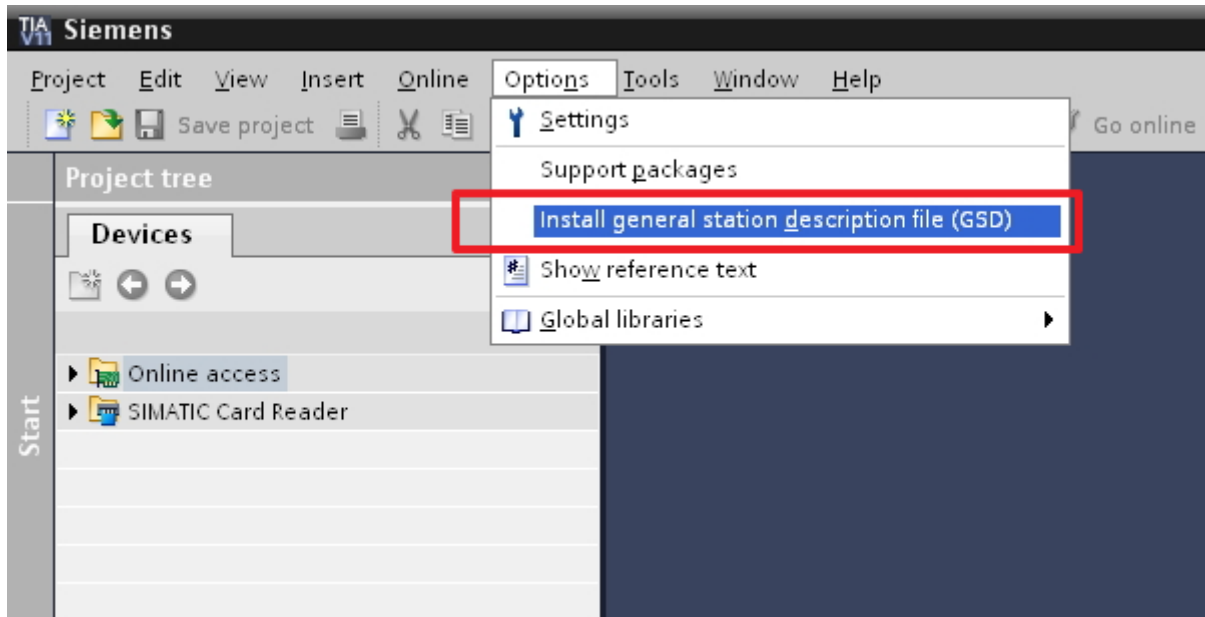 TIA V11 Siemens
Project Edit View Insert Online Options Tools Window Help
Save project
Go online
Settings
Support packages
Install general station description file (GSD)
Show reference text
Global libraries
Project tree
Devices
Online access
SIMATIC Card Reader
Start